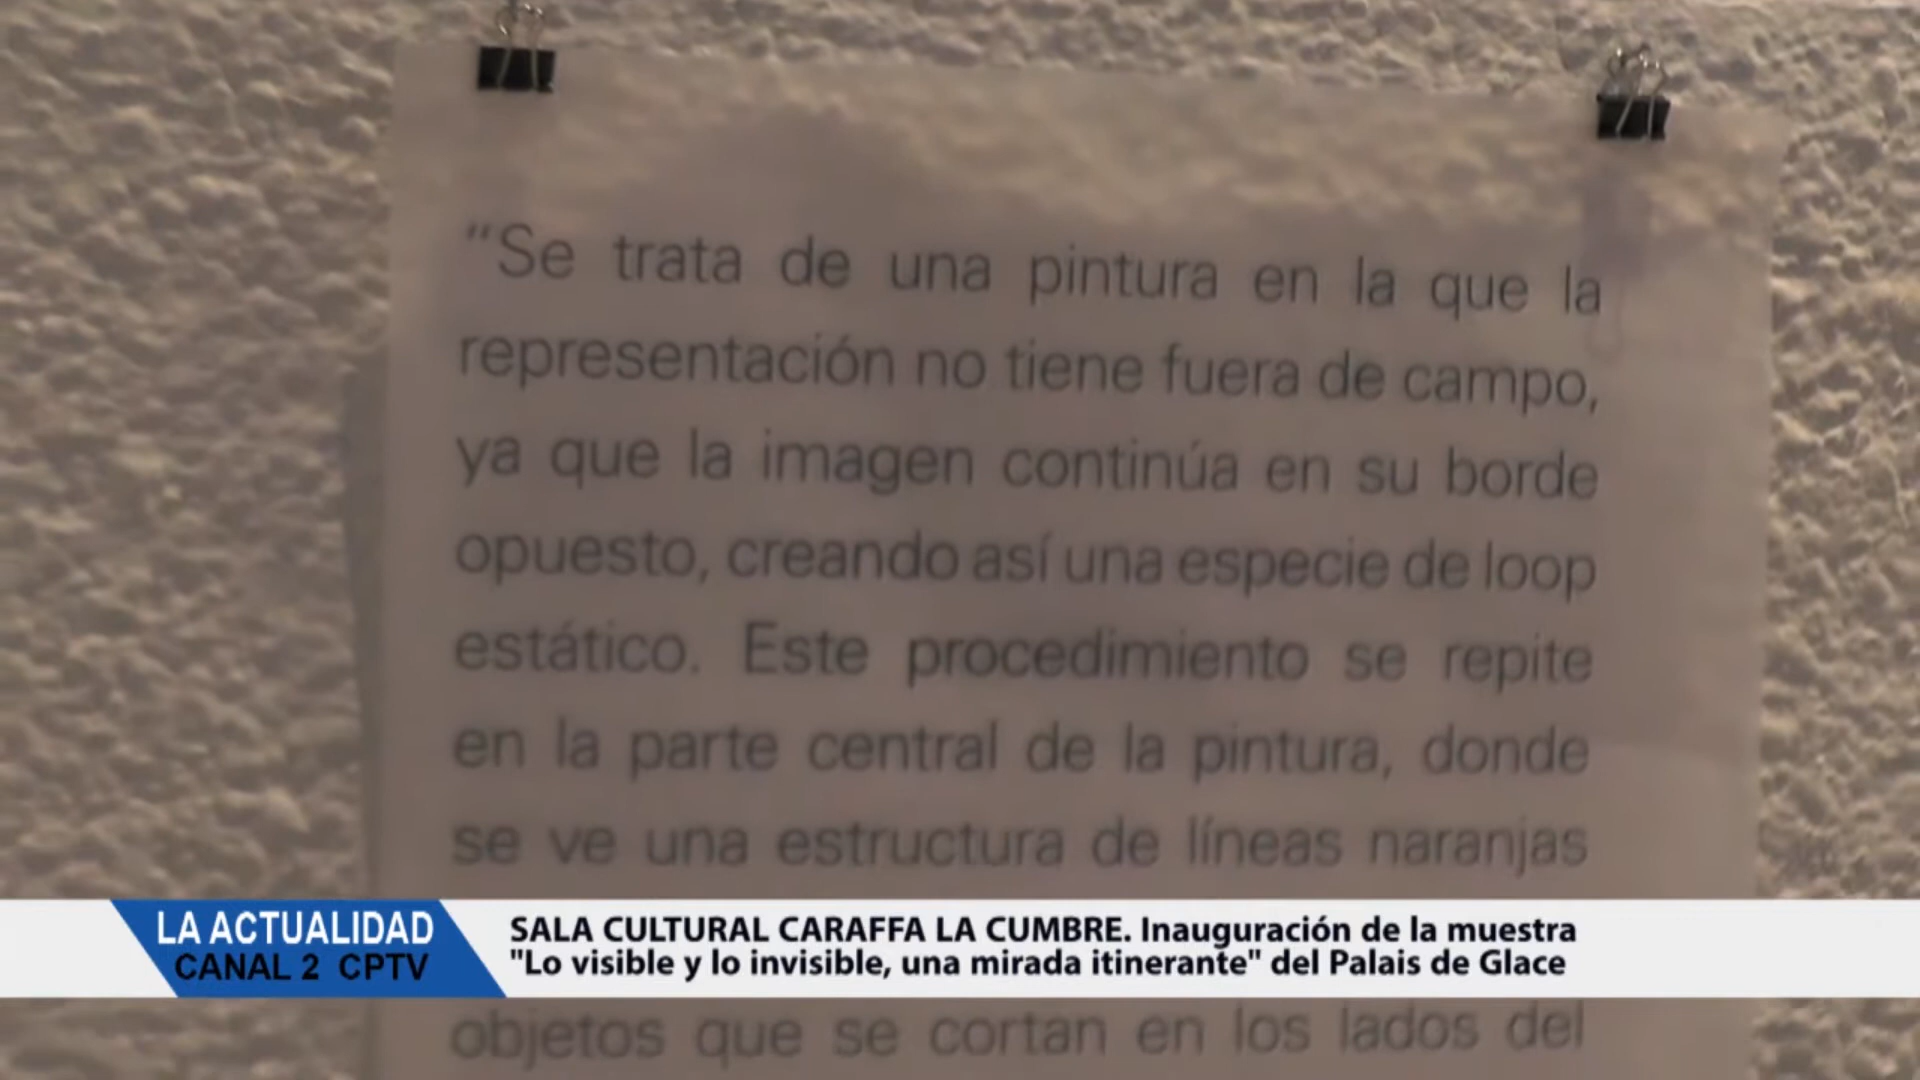 “Se trata de una pintura en la que la
representación no tiene fuera de campo,
ya que la imagen continúa en su borde
opuesto, creando así una especie de loop
estático. Este procedimiento se repite
en la parte central de la pintura, donde
se ve una estructura de líneas naranjas
LA ACTUALIDAD
CANAL 2 CPTV
SALA CULTURAL CARAFFA LA CUMBRE. Inauguración de la muestra
"Lo visible y lo invisible, una mirada itinerante" del Palais de Glace
objetos que se cortan en los lados del